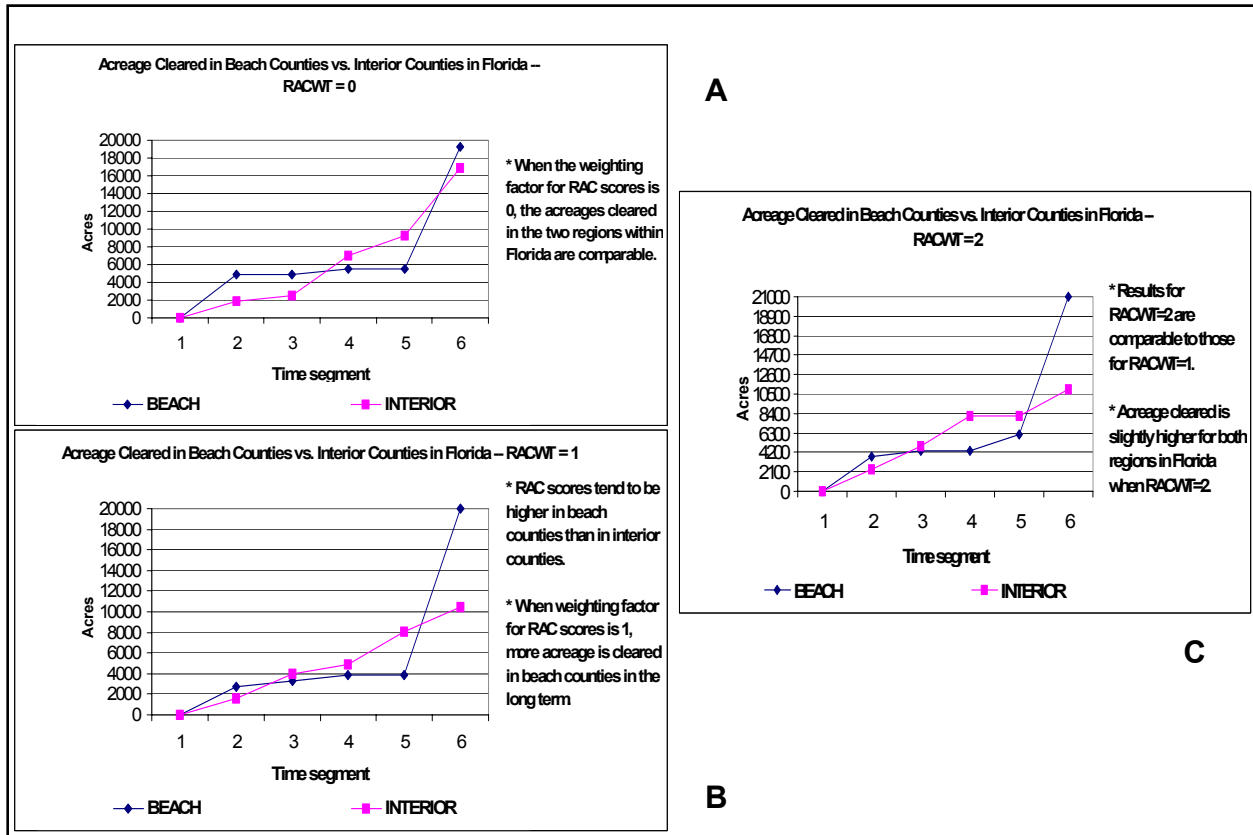 Acreage Cleared in Beach Counties vs. Interior Counties in Florida --
RACWT = 0
20000
18000
16000
14000
12000
10000
8000
6000
4000
2000
0
Acres
1 2 3 4 5 6
Time segment
BEACH INTERIOR
* When the weighting
factor for RAC scores is
0, the acreages cleared
in the two regions within
Florida are comparable.
A
Acreage Cleared in Beach Counties vs. Interior Counties in Florida -- RACWT = 1
20000
18000
16000
14000
12000
10000
8000
6000
4000
2000
0
Acres
1 2 3 4 5 6
Time segment
BEACH INTERIOR
* RAC scores tend to be
higher in beach
counties than in interior
counties.
* When weighting factor
for RAC scores is 1,
more acreage is cleared
in beach counties in the
long term
B
Acreage Cleared in Beach Counties vs. Interior Counties in Florida --
RACWT = 2
21000
18900
16800
14700
12600
10500
8400
6300
4200
2100
0
Acres
1 2 3 4 5 6
Time segment
BEACH INTERIOR
* Results for
RACWT=2 are
comparable to those
for RACWT=1.
* Acreage cleared is
slightly higher for both
regions in Florida
when RACWT=2.
C